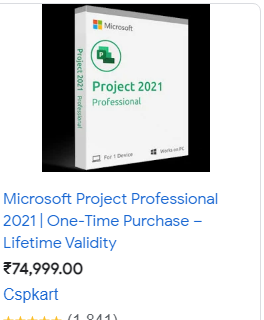 Microsoft
Project 2021
Professional
Project 2021 Professional
For 1 Device
Works on PC
Microsoft Project Professional
2021 | One-Time Purchase –
Lifetime Validity
₹74,999.00
Cspkart
(1,841)